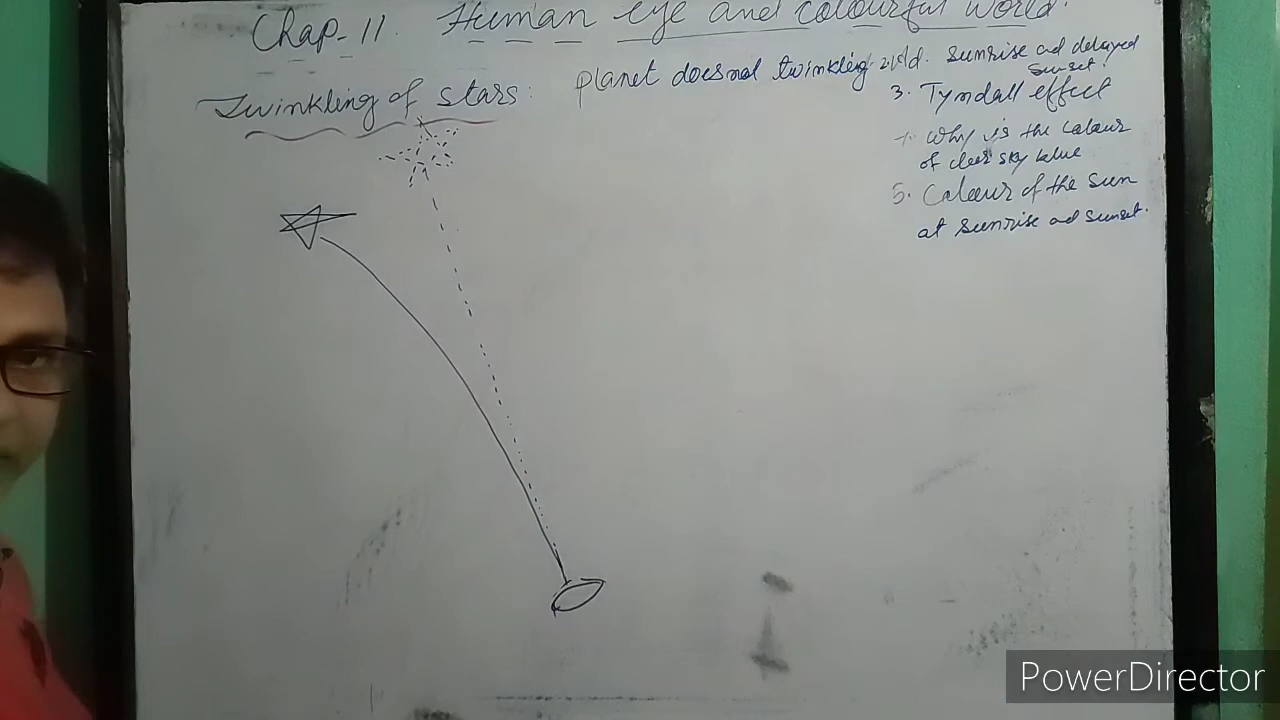 Chap-11. Human eye and colourful world.
Twinkling of stars: planet does not twinkling
sunrise and delayed
sunset.
3. Tyndall effect
Why is the colour
of clear sky blue
5. Colour of the sun
at sunrise and sunset.
PowerDirector